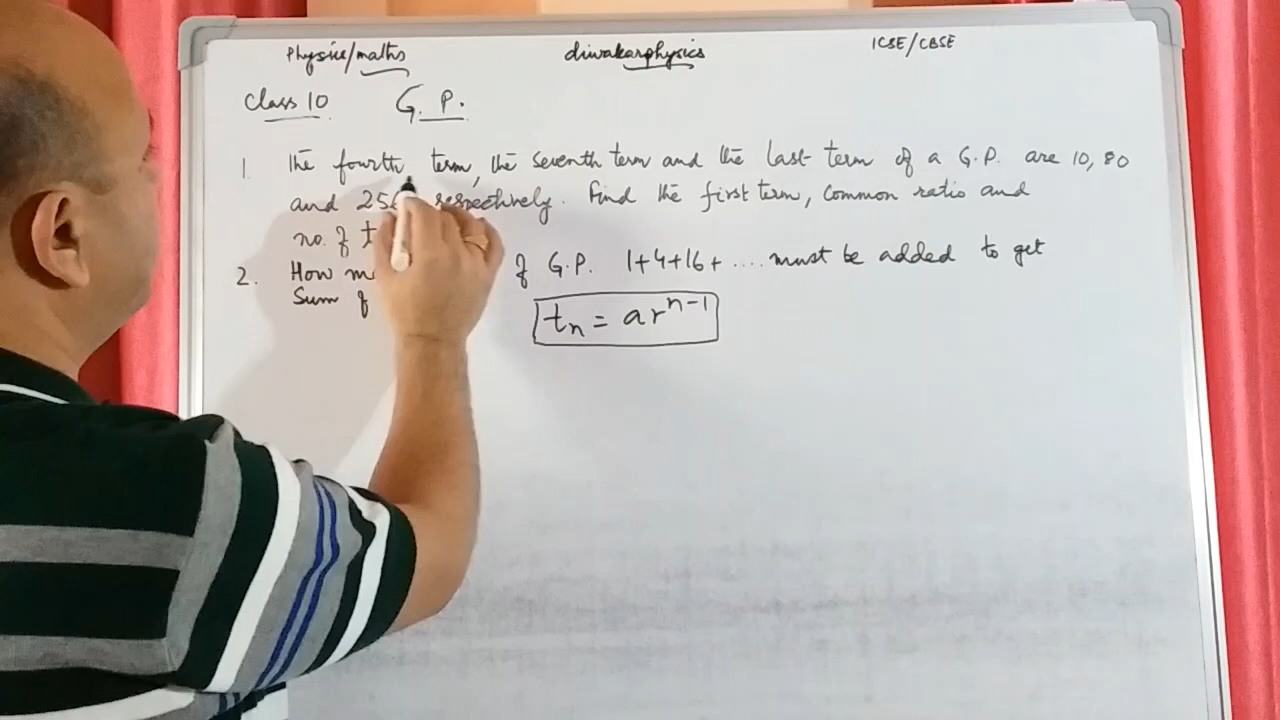 Physics/maths diwakarphysics ICSE/CBSE
Class 10 G. P.
1. The fourth term, the seventh term and the last term of a G.P. are 10, 80
and 256 respectively. Find the first term, common ratio and
no. of
2. How of G.P. 1+4+16+ .... must be added to get
Sum of
tn = ar^n-1